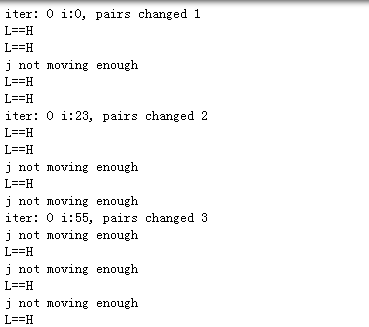 iter: 0 i:0, pairs changed 1
L==H
L==H
j not moving enough
L==H
L==H
iter: 0 i:23, pairs changed 2
L==H
L==H
j not moving enough
L==H
j not moving enough
iter: 0 i:55, pairs changed 3
j not moving enough
L==H
j not moving enough
L==H
j not moving enough
L==H